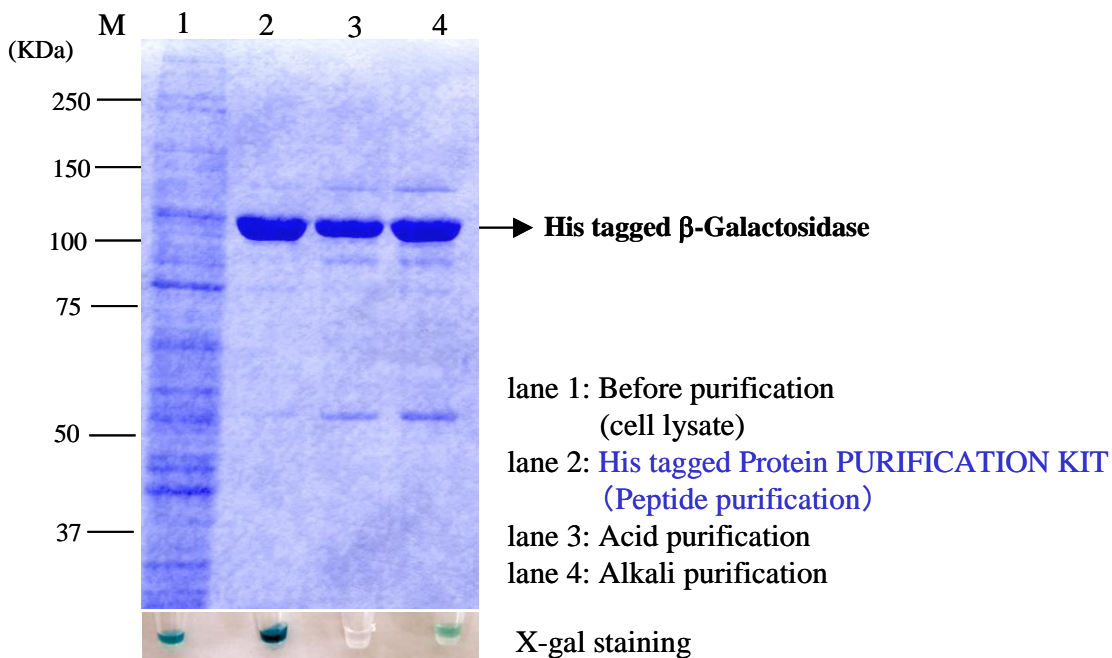 M 1 2 3 4
(KDa)
250
150
100
75
50
37
His tagged β-Galactosidase
lane 1: Before purification
(cell lysate)
lane 2: His tagged Protein PURIFICATION KIT
（Peptide purification）
lane 3: Acid purification
lane 4: Alkali purification
X-gal staining